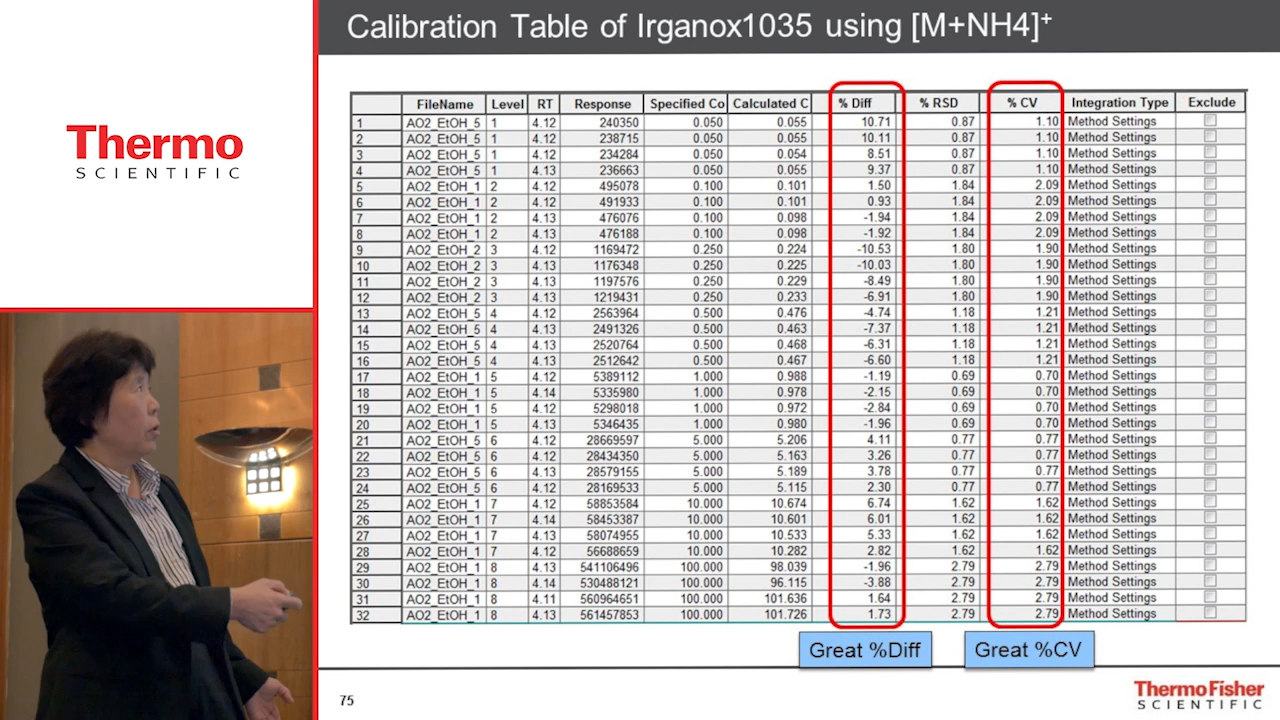 Thermo
SCIENTIFIC
Calibration Table of Irganox1035 using [M+NH4]+
FileName Level RT Response Specified Co Calculated C % Diff % RSD % CV Integration Type Exclude
1 AO2_EtOH_5 1 4.12 240350 0.050 0.055 10.71 0.87 1.10 Method Settings
2 AO2_EtOH_5 1 4.12 238715 0.050 0.055 10.11 0.87 1.10 Method Settings
3 AO2_EtOH_5 1 4.12 234284 0.050 0.054 8.51 0.87 1.10 Method Settings
4 AO2_EtOH_5 1 4.13 236663 0.050 0.055 9.37 0.87 1.10 Method Settings
5 AO2_EtOH_1 2 4.12 495078 0.100 0.101 1.50 1.84 2.09 Method Settings
6 AO2_EtOH_1 2 4.12 491933 0.100 0.101 0.93 1.84 2.09 Method Settings
7 AO2_EtOH_1 2 4.13 476076 0.100 0.098 -1.94 1.84 2.09 Method Settings
8 AO2_EtOH_1 2 4.13 476188 0.100 0.098 -1.92 1.84 2.09 Method Settings
9 AO2_EtOH_2 3 4.12 1169472 0.250 0.224 -10.53 1.80 1.90 Method Settings
10 AO2_EtOH_2 3 4.13 1176348 0.250 0.225 -10.03 1.80 1.90 Method Settings
11 AO2_EtOH_2 3 4.13 1197576 0.250 0.229 -8.49 1.80 1.90 Method Settings
12 AO2_EtOH_2 3 4.13 1219431 0.250 0.233 -6.91 1.80 1.90 Method Settings
13 AO2_EtOH_5 4 4.12 2563964 0.500 0.476 -4.74 1.18 1.21 Method Settings
14 AO2_EtOH_5 4 4.13 2491326 0.500 0.463 -7.37 1.18 1.21 Method Settings
15 AO2_EtOH_5 4 4.13 2520764 0.500 0.468 -6.31 1.18 1.21 Method Settings
16 AO2_EtOH_5 4 4.13 2512642 0.500 0.467 -6.60 1.18 1.21 Method Settings
17 AO2_EtOH_1 5 4.12 5389112 1.000 0.988 -1.19 0.69 0.70 Method Settings
18 AO2_EtOH_1 5 4.14 5335980 1.000 0.978 -2.15 0.69 0.70 Method Settings
19 AO2_EtOH_1 5 4.12 5298018 1.000 0.972 -2.84 0.69 0.70 Method Settings
20 AO2_EtOH_1 5 4.13 5346435 1.000 0.980 -1.96 0.69 0.70 Method Settings
21 AO2_EtOH_5 6 4.12 28669597 5.000 5.206 4.11 0.77 0.77 Method Settings
22 AO2_EtOH_5 6 4.12 28434350 5.000 5.163 3.26 0.77 0.77 Method Settings
23 AO2_EtOH_5 6 4.13 28579155 5.000 5.189 3.78 0.77 0.77 Method Settings
24 AO2_EtOH_5 6 4.12 28169533 5.000 5.115 2.30 0.77 0.77 Method Settings
25 AO2_EtOH_1 7 4.12 58853584 10.000 10.674 6.74 1.62 1.62 Method Settings
26 AO2_EtOH_1 7 4.14 58453387 10.000 10.601 6.01 1.62 1.62 Method Settings
27 AO2_EtOH_1 7 4.13 58074955 10.000 10.533 5.33 1.62 1.62 Method Settings
28 AO2_EtOH_1 7 4.12 56688659 10.000 10.282 2.82 1.62 1.62 Method Settings
29 AO2_EtOH_1 8 4.13 541106496 100.000 98.039 -1.96 2.79 2.79 Method Settings
30 AO2_EtOH_1 8 4.14 530488121 100.000 96.115 -3.88 2.79 2.79 Method Settings
31 AO2_EtOH_1 8 4.11 560964651 100.000 101.636 1.64 2.79 2.79 Method Settings
32 AO2_EtOH_1 8 4.13 561457853 100.000 101.726 1.73 2.79 2.79 Method Settings
Great %Diff Great %CV
75
ThermoFisher
SCIENTIFIC